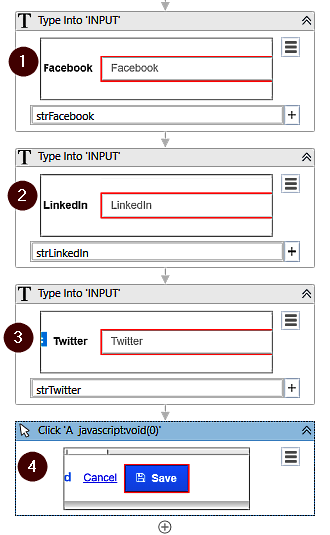 T Type Into 'INPUT'
1 Facebook Facebook
strFacebook
T Type Into 'INPUT'
2 LinkedIn LinkedIn
strLinkedIn
T Type Into 'INPUT'
3 Twitter Twitter
strTwitter
Click 'A javascript:void(0)'
4 d Cancel Save